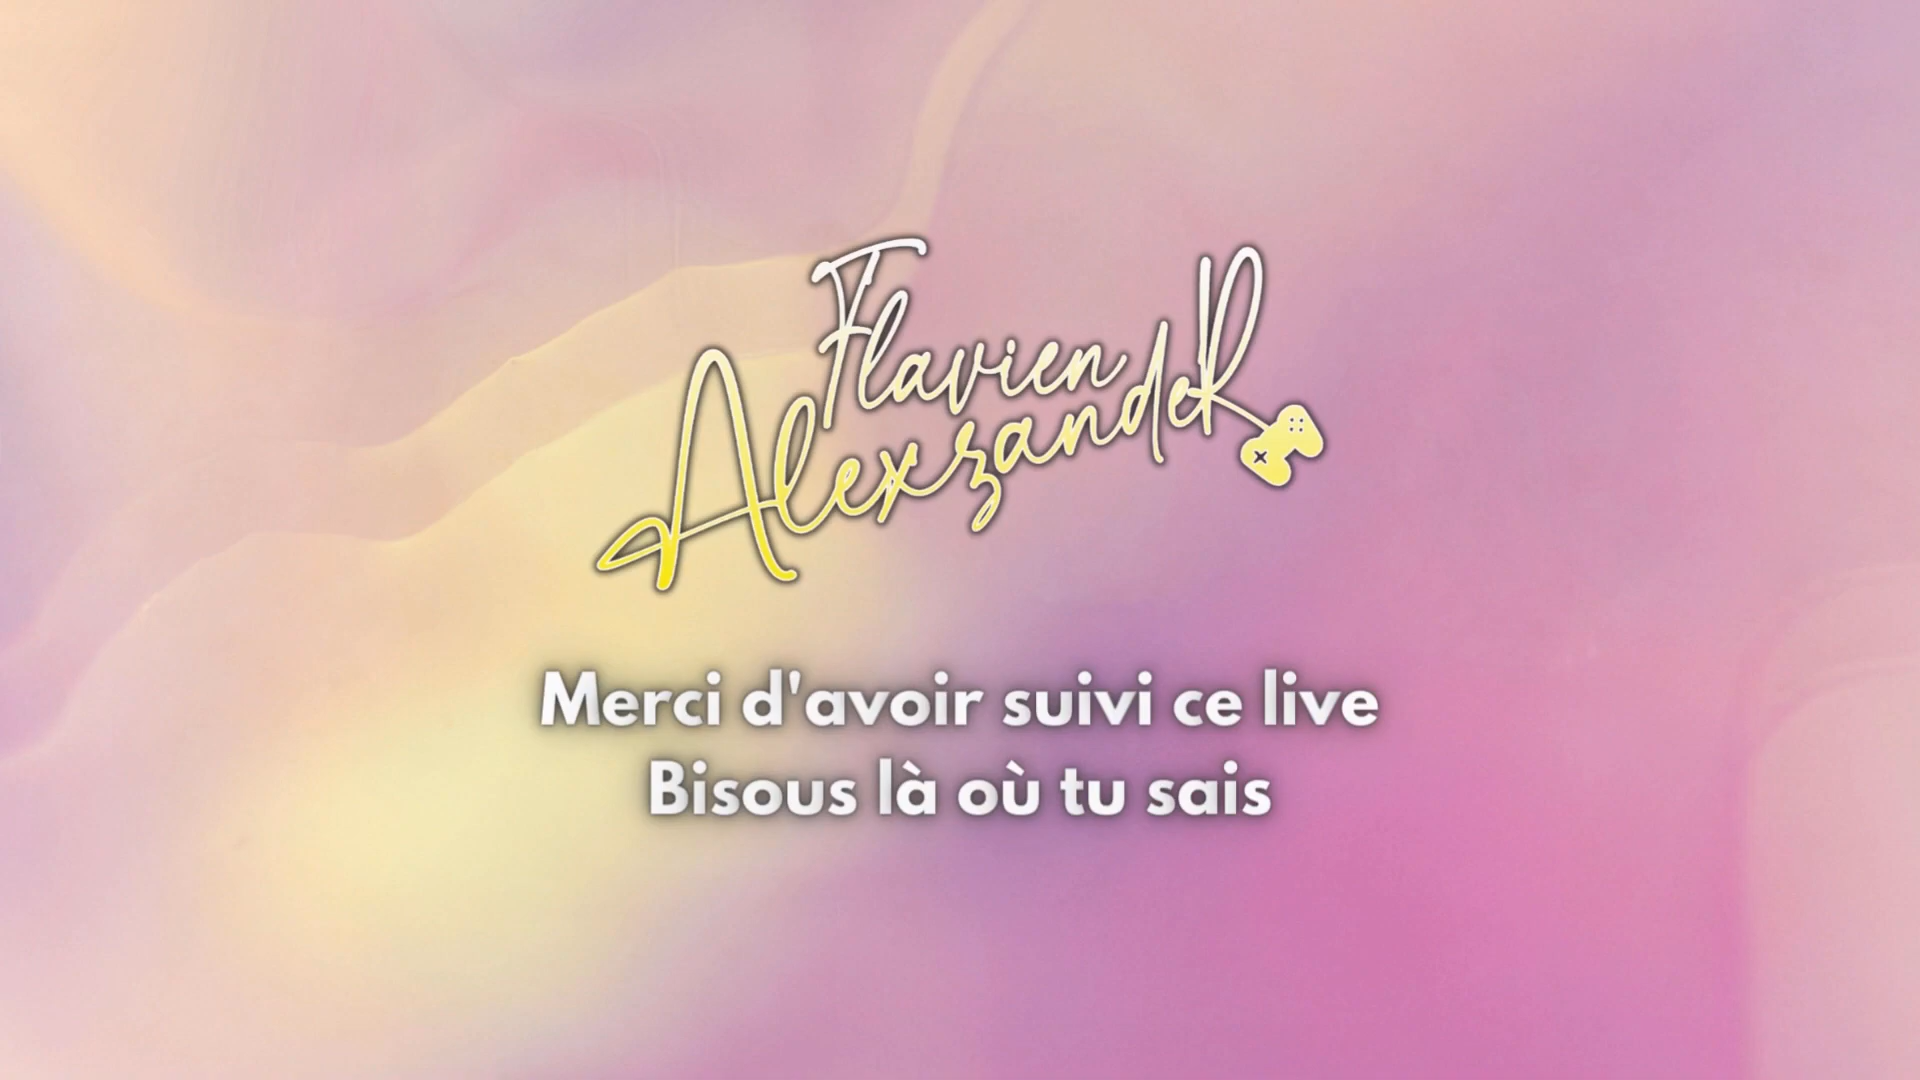 Flavien
AlexzandeR
Merci d'avoir suivi ce live
Bisous là où tu sais